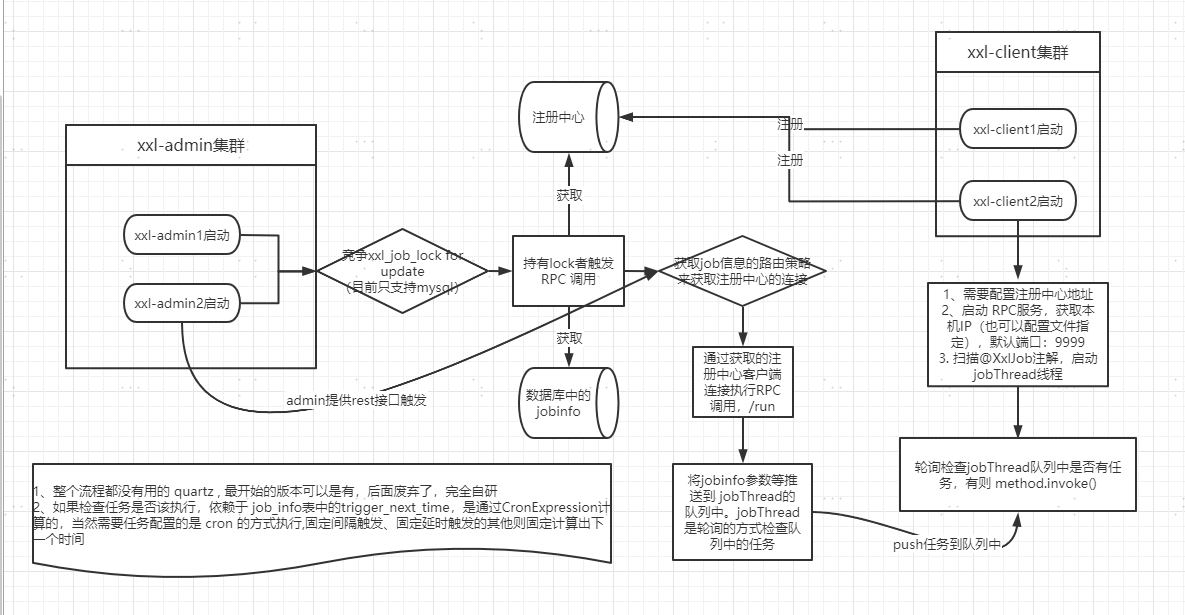 xxl-admin集群
xxl-admin1启动
xxl-admin2启动
竞争xxl_job_lock for
update
（目前只支持mysql）
注册中心
获取
持有lock者触发
RPC 调用
获取
数据库中的
jobinfo
admin提供rest接口触发
获取job信息的路由策略
来获取注册中心的连接
通过获取的注
册中心客户端
连接执行RPC
调用，/run
将jobinfo参数等推
送到 jobThread的
队列中。jobThread
是轮询的方式检查队
列中的任务
push任务到队列中
xxl-client集群
xxl-client1启动
xxl-client2启动
注册
注册
1、需要配置注册中心地址
2、启动 RPC服务，获取本
机IP（也可以配置文件指
定），默认端口：9999
3. 扫描@XxlJob注解，启动
jobThread线程
轮询检查jobThread队列中是否有任
务，有则 method.invoke()
1、整个流程都没有用的 quartz , 最开始的版本可以是有，后面废弃了，完全自研
2、如果检查任务是否该执行，依赖于 job_info表中的trigger_next_time，是通过CronExpression计
算的，当然需要任务配置的是 cron 的方式执行,固定间隔触发、固定延时触发的其他则固定计算出下
一个时间